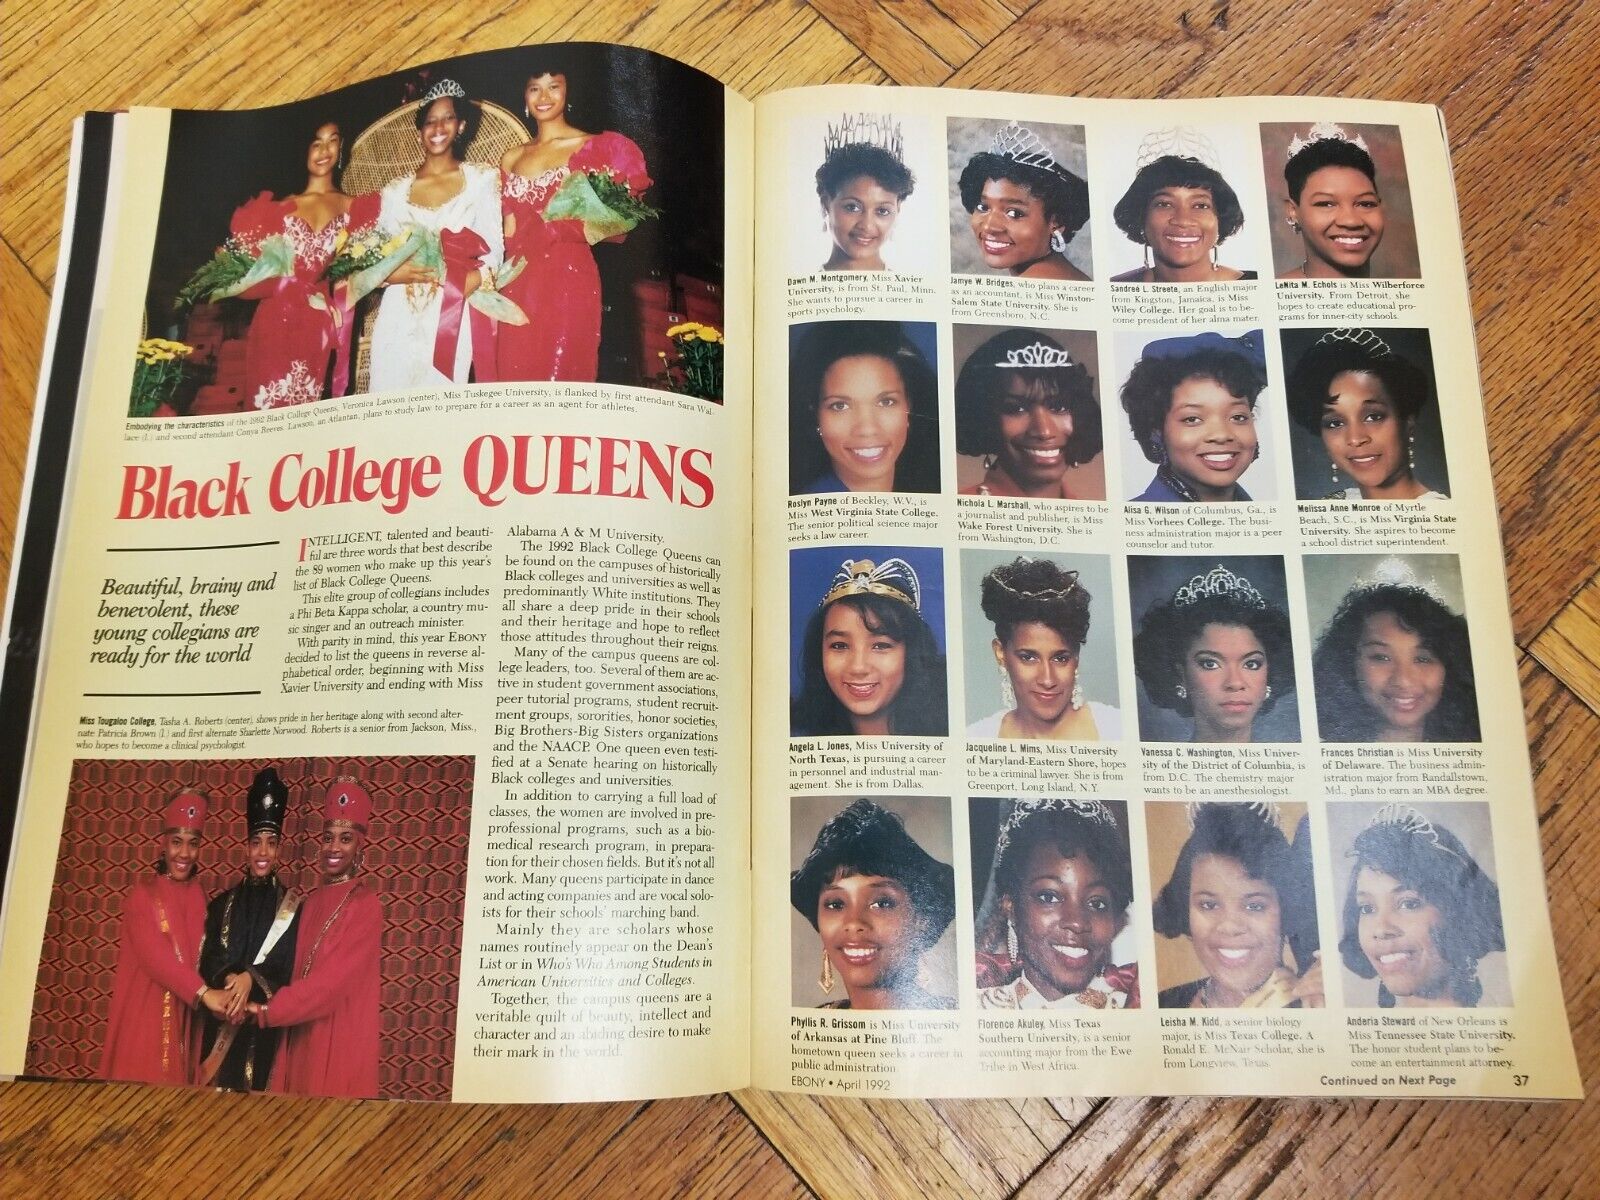 Embodying the characteristics of the 1992 Black College Queens, Veronica Lawson (center), Miss Tuskegee University, is flanked by first attendant Sara Wal-
lace (l.) and second attendant Conya Reeves. Lawson, an Atlantan, plans to study law to prepare for a career as an agent for athletes.
Black College QUEENS
Beautiful, brainy and
benevolent, these
young collegians are
ready for the world
INTELLIGENT, talented and beauti-
ful are three words that best describe
the 89 women who make up this year's
list of Black College Queens.
This elite group of collegians includes
a Phi Beta Kappa scholar, a country mu-
sic singer and an outreach minister.
With parity in mind, this year EBONY
decided to list the queens in reverse al-
phabetical order, beginning with Miss
Xavier University and ending with Miss
Alabama A & M University.
The 1992 Black College Queens can
be found on the campuses of historically
Black colleges and universities as well as
predominantly White institutions. They
all share a deep pride in their schools
and their heritage and hope to reflect
those attitudes throughout their reigns.
Many of the campus queens are col-
lege leaders, too. Several of them are ac-
tive in student government associations,
peer tutorial programs, student recruit-
ment groups, sororities, honor societies,
Big Brothers-Big Sisters organizations
and the NAACP. One queen even testi-
fied at a Senate hearing on historically
Black colleges and universities.
In addition to carrying a full load of
classes, the women are involved in pre-
professional programs, such as a bio-
medical research program, in prepara-
tion for their chosen fields. But it's not all
work. Many queens participate in dance
and acting companies and are vocal solo-
ists for their schools' marching band.
Mainly they are scholars whose
names routinely appear on the Dean's
List or in Who's Who Among Students in
American Universities and Colleges.
Together, the campus queens are a
veritable quilt of beauty, intellect and
character and an abiding desire to make
their mark in the world.
Miss Tougaloo College, Tasha A. Roberts (center), shows pride in her heritage along with second alter-
nate Patricia Brown (l.) and first alternate Sharlette Norwood. Roberts is a senior from Jackson, Miss.,
who hopes to become a clinical psychologist.
Dawn M. Montgomery, Miss Xavier
University, is from St. Paul, Minn.
She wants to pursue a career in
sports psychology.
Jamye W. Bridges, who plans a career
as an accountant, is Miss Winston-
Salem State University. She is
from Greensboro, N.C.
Sandreé L. Streete, an English major
from Kingston, Jamaica, is Miss
Wiley College. Her goal is to be-
come president of her alma mater.
LeNita M. Echols is Miss Wilberforce
University. From Detroit, she
hopes to create educational pro-
grams for inner-city schools.
Roslyn Payne of Beckley, W.V., is
Miss West Virginia State College.
The senior political science major
seeks a law career.
Nichola L. Marshall, who aspires to be
a journalist and publisher, is Miss
Wake Forest University. She is
from Washington, D.C.
Alisa G. Wilson of Columbus, Ga., is
Miss Vorhees College. The busi-
ness administration major is a peer
counselor and tutor.
Melissa Anne Monroe of Myrtle
Beach, S.C., is Miss Virginia State
University. She aspires to become
a school district superintendent.
Angela L. Jones, Miss University of
North Texas, is pursuing a career
in personnel and industrial man-
agement. She is from Dallas.
Jacqueline L. Mims, Miss University
of Maryland-Eastern Shore, hopes
to be a criminal lawyer. She is from
Greenport, Long Island, N.Y.
Vanessa C. Washington, Miss Univer-
sity of the District of Columbia, is
from D.C. The chemistry major
wants to be an anesthesiologist.
Frances Christian is Miss University
of Delaware. The business admin-
istration major from Randallstown,
Md., plans to earn an MBA degree.
Phyllis R. Grissom is Miss University
of Arkansas at Pine Bluff. The
hometown queen seeks a career in
public administration.
Florence Akuley, Miss Texas
Southern University, is a senior
accounting major from the Ewe
Tribe in West Africa.
Leisha M. Kidd, a senior biology
major, is Miss Texas College. A
Ronald E. McNair Scholar, she is
from Longview, Texas.
Anderia Steward of New Orleans is
Miss Tennessee State University.
The honor student plans to be-
come an entertainment attorney.
EBONY • April 1992
Continued on Next Page
37